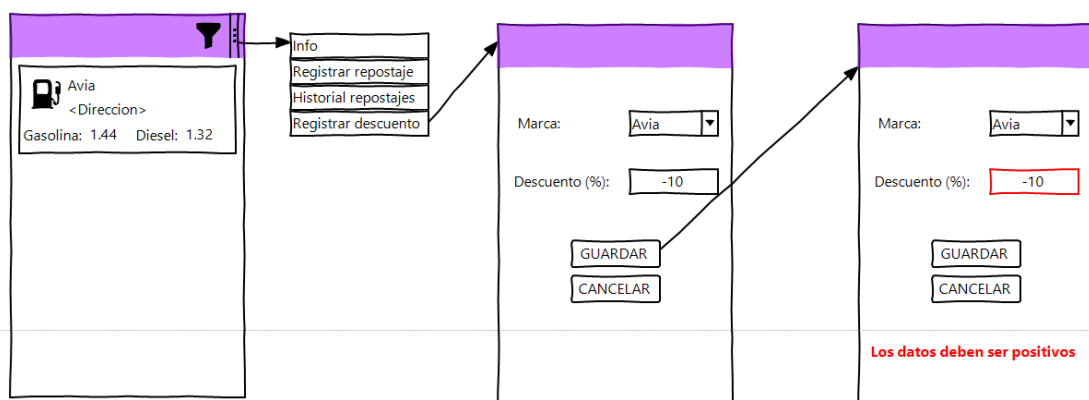 Avia
<Direccion>
Gasolina: 1.44 Diesel: 1.32
Info
Registrar repostaje
Historial repostajes
Registrar descuento
Marca: Avia
Descuento (%): -10
GUARDAR
CANCELAR
Marca: Avia
Descuento (%): -10
GUARDAR
CANCELAR
Los datos deben ser positivos